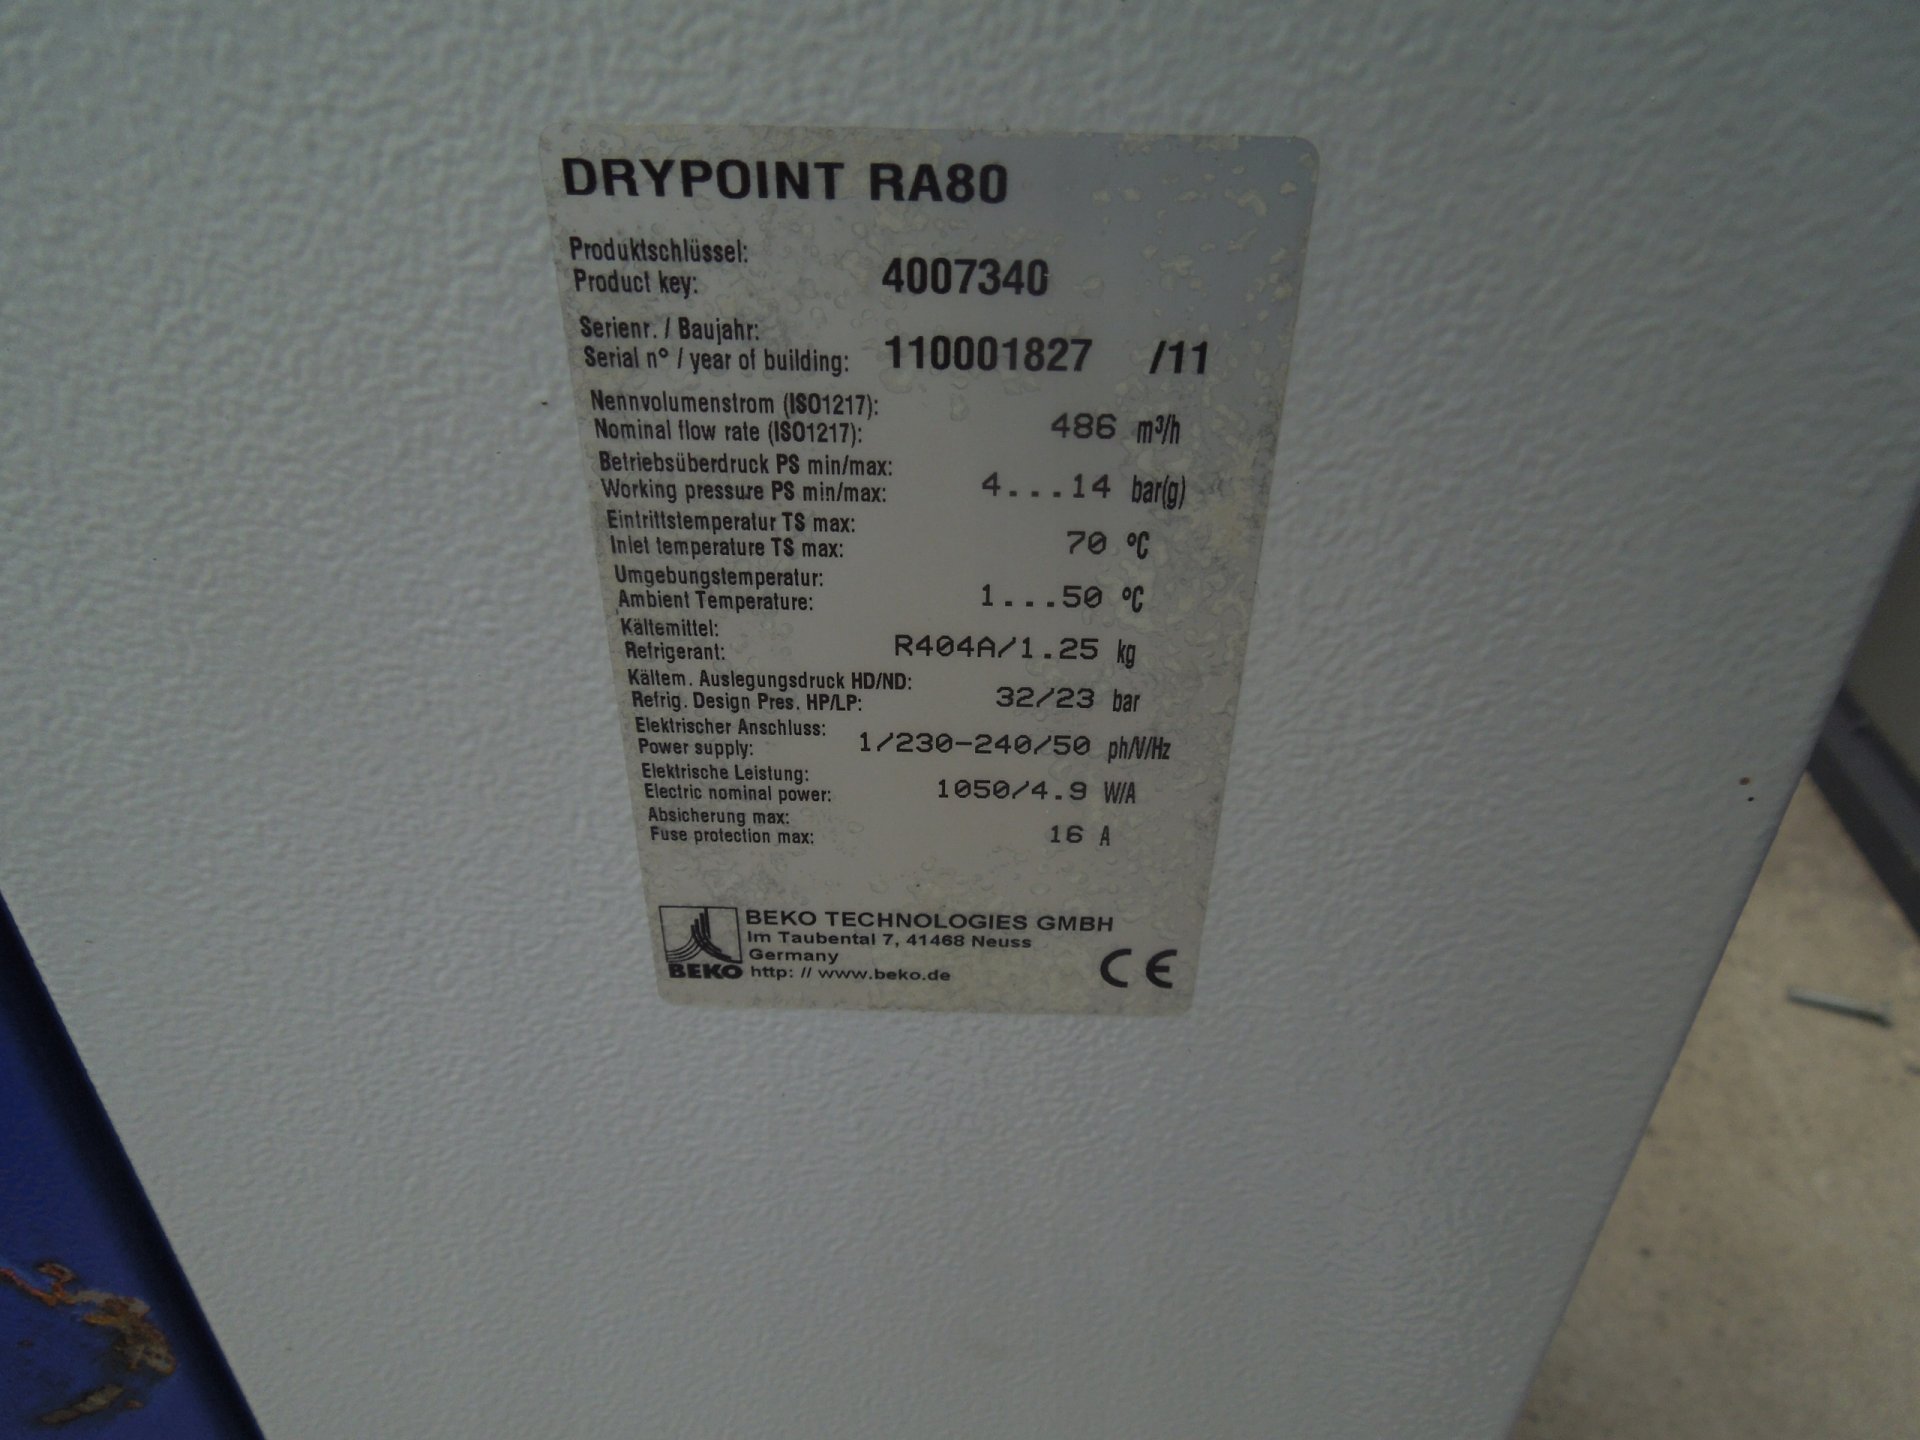 DRYPOINT RA80
Produktschlüssel:
Product key: 4007340
Serienr. / Baujahr:
Serial n° / year of building: 110001827 /11
Nennvolumenstrom (ISO1217):
Nominal flow rate (ISO1217): 486 m³/h
Betriebsüberdruck PS min/max:
Working pressure PS min/max: 4...14 bar(g)
Eintrittstemperatur TS max:
Inlet temperature TS max: 70 °C
Umgebungstemperatur:
Ambient Temperature: 1...50 °C
Kältemittel:
Refrigerant: R404A/1.25 kg
Kältem. Auslegungsdruck HD/ND:
Refrig. Design Pres. HP/LP: 32/23 bar
Elektrischer Anschluss:
Power supply: 1/230-240/50 ph/V/Hz
Elektrische Leistung:
Electric nominal power: 1050/4.9 W/A
Absicherung max:
Fuse protection max: 16 A
BEKO TECHNOLOGIES GMBH
Im Taubental 7, 41468 Neuss
Germany
BEKO http: // www.beko.de
CE